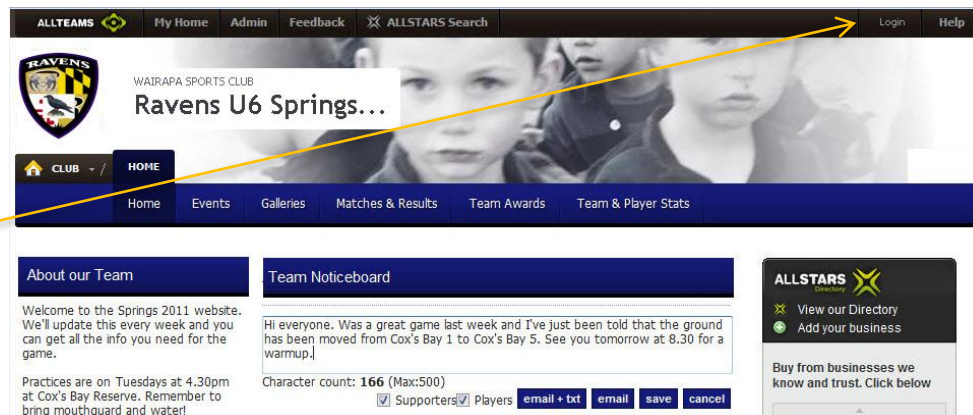 ALLTEAMS My Home Admin Feedback ALLSTARS Search Login Help
RAVENS
WAIRAPA SPORTS CLUB
Ravens U6 Springs...
CLUB - / HOME
Home Events Galleries Matches & Results Team Awards Team & Player Stats
About our Team
Welcome to the Springs 2011 website.
We'll update this every week and you
can get all the info you need for the
game.
Practices are on Tuesdays at 4.30pm
at Cox's Bay Reserve. Remember to
bring mouthguard and water!
Team Noticeboard
Hi everyone. Was a great game last week and I've just been told that the ground
has been moved from Cox's Bay 1 to Cox's Bay 5. See you tomorrow at 8.30 for a
warmup.
Character count: 166 (Max:500)
Supporters Players email + txt email save cancel
ALLSTARS
Directory
View our Directory
Add your business
Buy from businesses we
know and trust. Click below